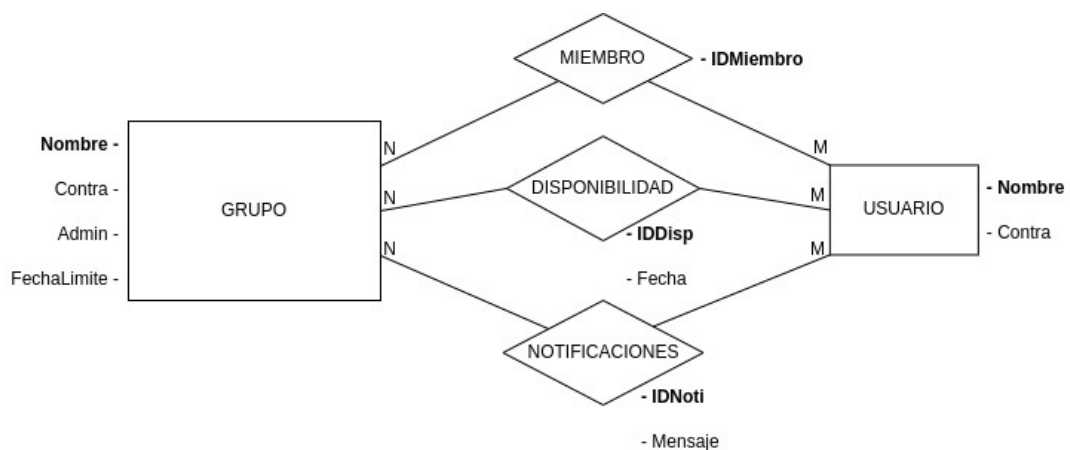 MIEMBRO
- IDMiembro
Nombre -
Contra -
Admin -
FechaLimite -
GRUPO
N
N
N
DISPONIBILIDAD
- IDDisp
- Fecha
M
M
M
USUARIO
- Nombre
- Contra
NOTIFICACIONES
- IDNoti
- Mensaje